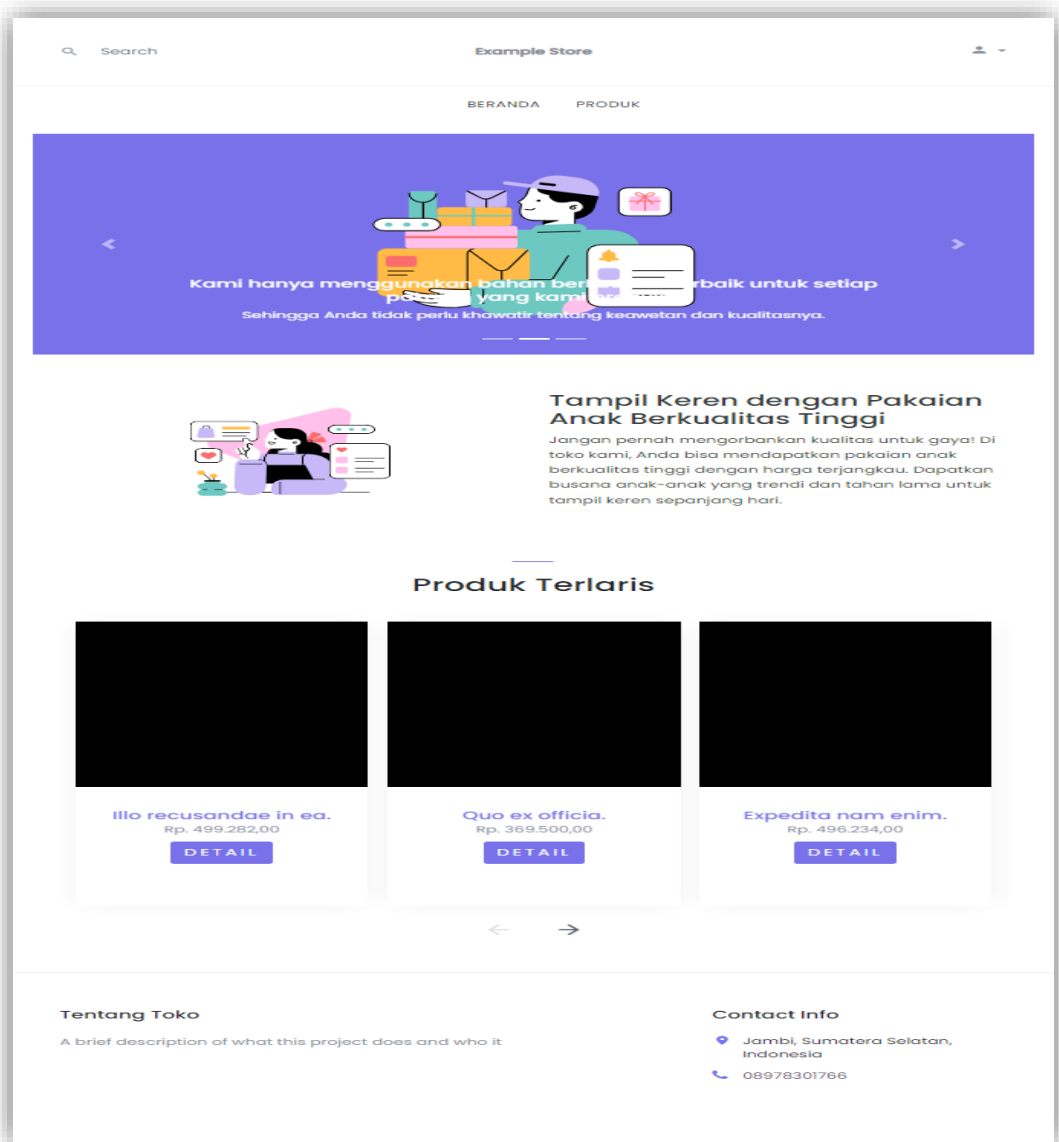 Search
Example Store
BERANDA PRODUK
Kami hanya menggunakan bahan rbaik untuk setiap
yang kami
Sehingga Anda tidak perlu khawatir tentang keawetan dan kualitasnya.
Tampil Keren dengan Pakaian
Anak Berkualitas Tinggi
Jangan pernah mengorbankan kualitas untuk gaya! Di
toko kami, Anda bisa mendapatkan pakaian anak
berkualitas tinggi dengan harga terjangkau. Dapatkan
busana anak-anak yang trendi dan tahan lama untuk
tampil keren sepanjang hari.
Produk Terlaris
Illo recusandae in ea.
Rp. 499.282,00
DETAIL
Quo ex officia.
Rp. 369.500,00
DETAIL
Expedita nam enim.
Rp. 496.234,00
DETAIL
Tentang Toko
A brief description of what this project does and who it
Contact Info
Jambi, Sumatera Selatan,
Indonesia
08978301766